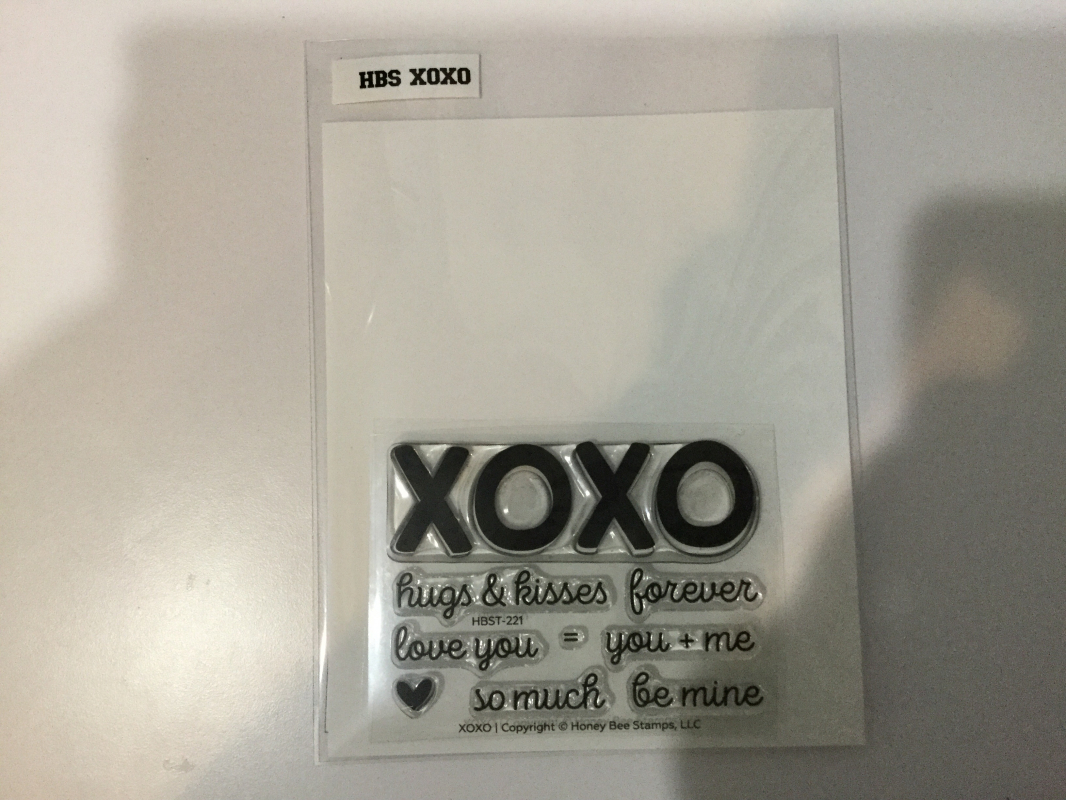 HBS XOXO
XOXO
hugs & kisses forever
HBST-221
love you = you + me
so much be mine
XOXO | Copyright © Honey Bee Stamps, LLC